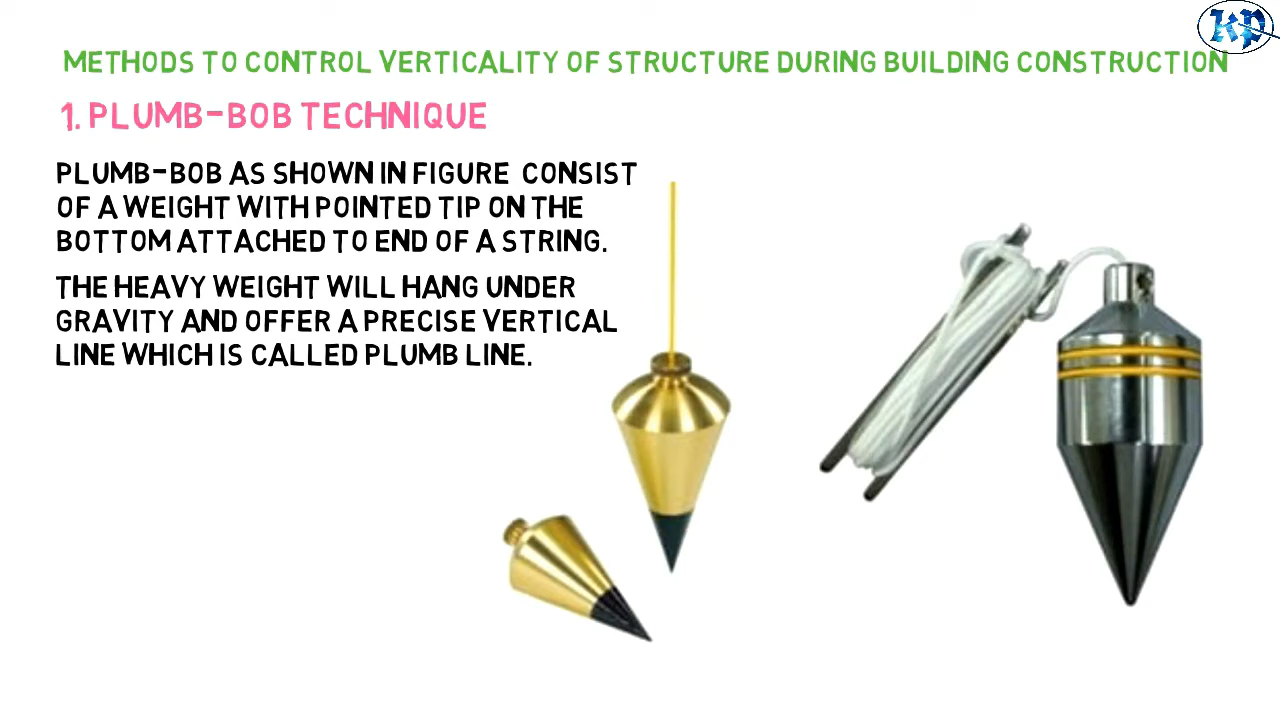 KP
METHODS TO CONTROL VERTICALITY OF STRUCTURE DURING BUILDING CONSTRUCTION
1. PLUMB-BOB TECHNIQUE
PLUMB-BOB AS SHOWN IN FIGURE CONSIST
OF A WEIGHT WITH POINTED TIP ON THE
BOTTOM ATTACHED TO END OF A STRING.
THE HEAVY WEIGHT WILL HANG UNDER
GRAVITY AND OFFER A PRECISE VERTICAL
LINE WHICH IS CALLED PLUMB LINE.